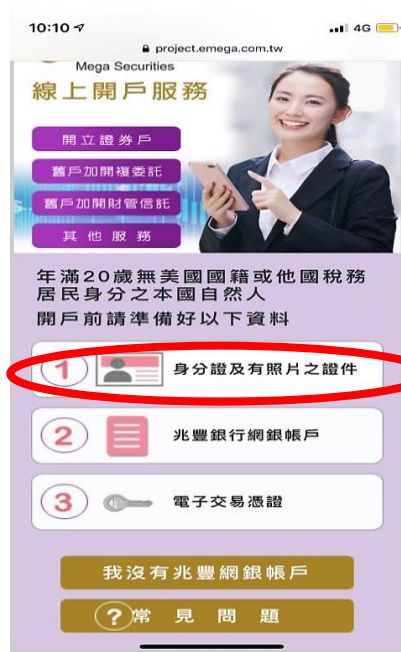 10:10
4G
project.emega.com.tw
Mega Securities
線上開戶服務
開立證券戶
舊戶加開複委託
舊戶加開財管信託
其他服務
年滿20歲無美國國籍或他國稅務
居民身分之本國自然人
開戶前請準備好以下資料
1 身分證及有照片之證件
2 兆豐銀行網銀帳戶
3 電子交易憑證
我沒有兆豐網銀帳戶
?常見問題